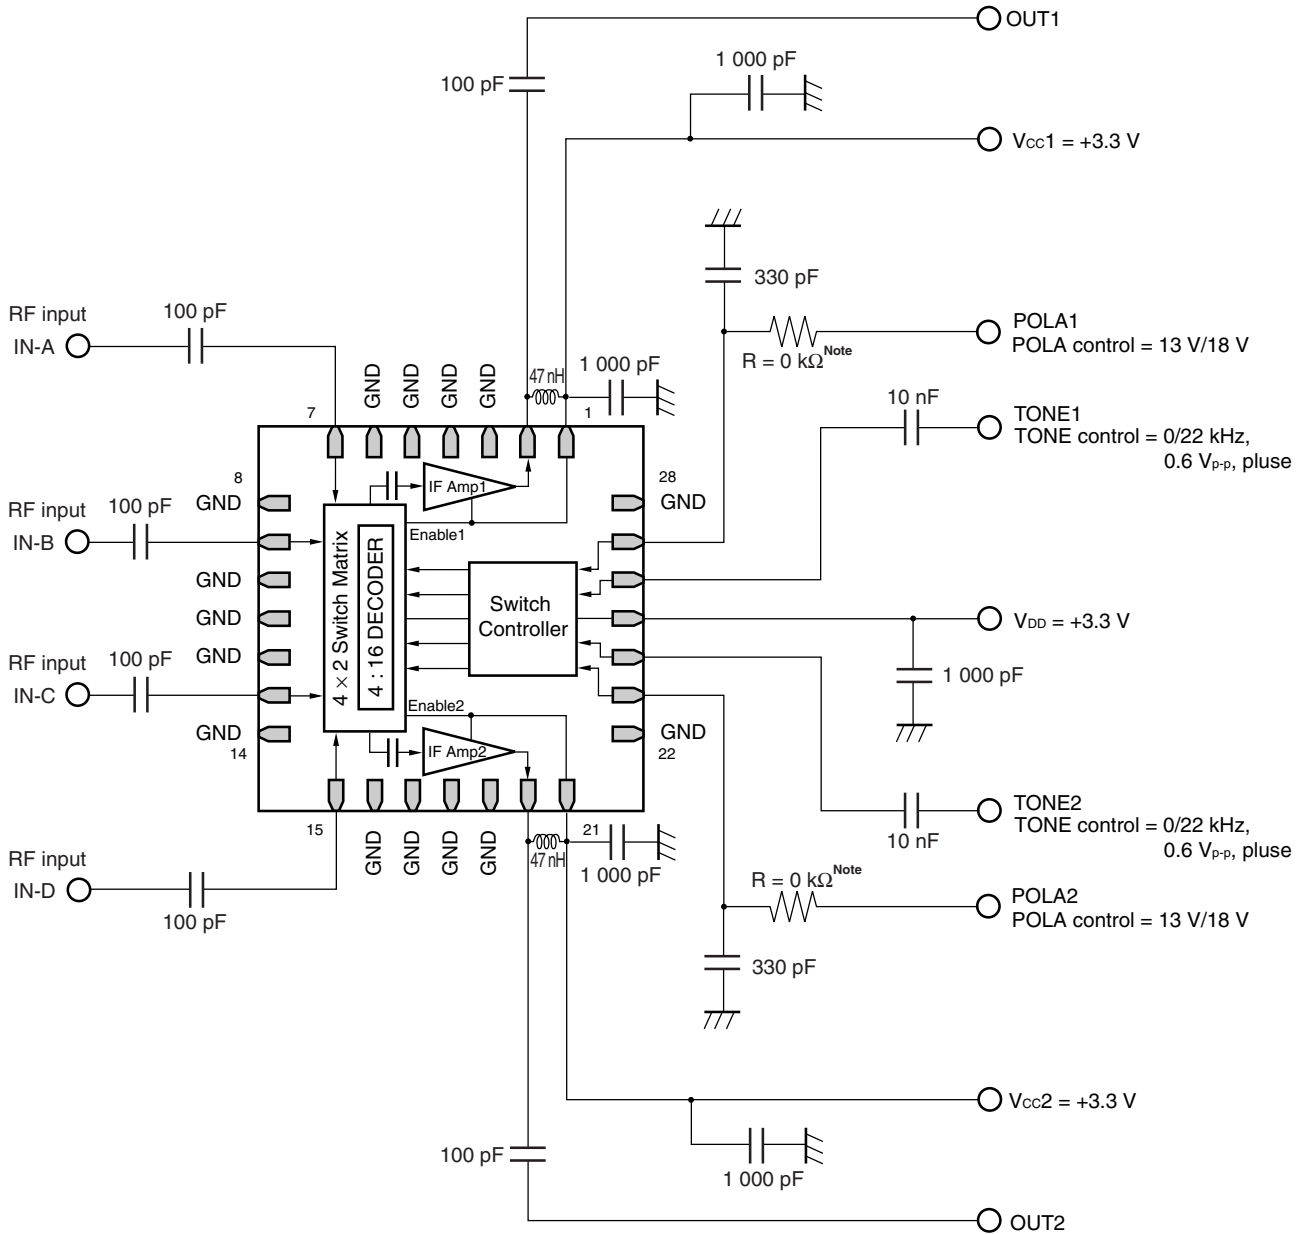 OUT1
1 000 pF
100 pF
Vcc1 = +3.3 V
330 pF
RF input
100 pF
IN-A
POLA1
POLA control = 13 V/18 V
R = 0 kΩNote
GND
GND
GND
GND
47 nH
1 000 pF
10 nF
TONE1
TONE control = 0/22 kHz,
0.6 Vp-p, pluse
7
1
8
GND
28
GND
IF Amp1
RF input
100 pF
IN-B
Enable1
4 × 2 Switch Matrix
4 : 16 DECODER
GND
Switch
Controller
GND
VDD = +3.3 V
GND
RF input
100 pF
1 000 pF
IN-C
Enable2
GND
14
GND
22
IF Amp2
TONE2
TONE control = 0/22 kHz,
0.6 Vp-p, pluse
10 nF
15
21
GND
GND
GND
GND
47 nH
1 000 pF
RF input
IN-D
100 pF
R = 0 kΩNote
POLA2
POLA control = 13 V/18 V
330 pF
Vcc2 = +3.3 V
100 pF
1 000 pF
OUT2